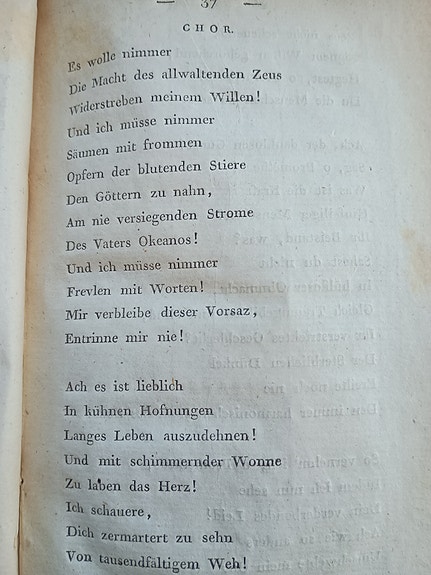 — 37 —
CHOR.
Es wolle nimmer
Die Macht des allwaltenden Zeus
Widerstreben meinem Willen!
Und ich müsse nimmer
Säumen mit frommen
Opfern der blutenden Stiere
Den Göttern zu nahn,
Am nie versiegenden Strome
Des Vaters Okeanos!
Und ich müsse nimmer
Frevlen mit Worten!
Mir verbleibe dieser Vorsaz,
Entrinne mir nie!
Ach es ist lieblich
In kühnen Hofnungen
Langes Leben auszudehnen!
Und mit schimmernder Wonne
Zu laben das Herz!
Ich schauere,
Dich zermartert zu sehn
Von tausendfältigem Weh!